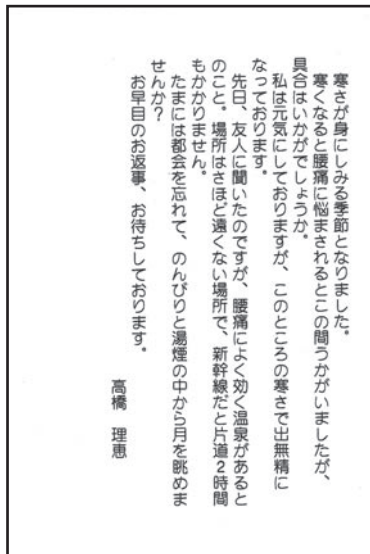 寒さが身にしみる季節となりました。
寒くなると腰痛に悩まされるとこの間うかがいましたが、
具合はいかがでしょうか。
私は元気にしておりますが、このところの寒さで出無精に
なっております。
先日、友人に聞いたのですが、腰痛によく効く温泉があると
のこと。場所はさほど遠くない場所で、新幹線だと片道2時間
もかかりません。
たまには都会を忘れて、のんびりと湯煙の中から月を眺めま
せんか?
お早目のお返事、お待ちしております。
高橋 理恵